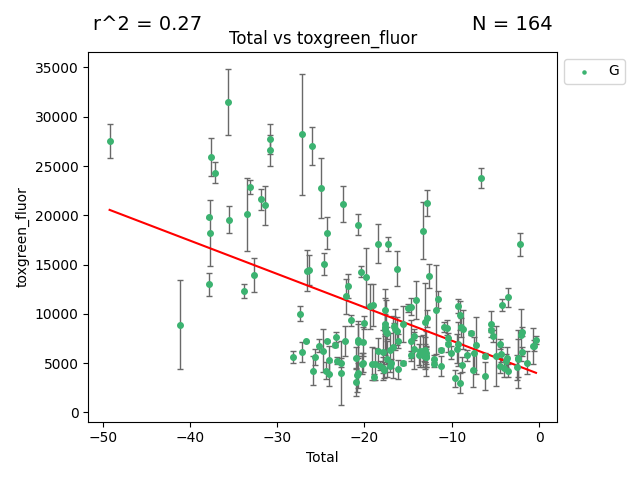 r^2 = 0.27
N = 164
Total vs toxgreen_fluor
G
toxgreen_fluor
35000
30000
25000
20000
15000
10000
5000
0
−50
−40
−30
−20
−10
0
Total